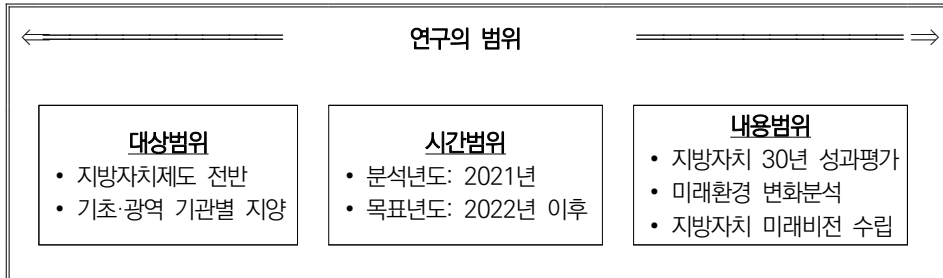 연구의 범위
대상범위
• 지방자치제도 전반
• 기초·광역 기관별 지양
시간범위
• 분석년도: 2021년
• 목표년도: 2022년 이후
내용범위
• 지방자치 30년 성과평가
• 미래환경 변화분석
• 지방자치 미래비전 수립